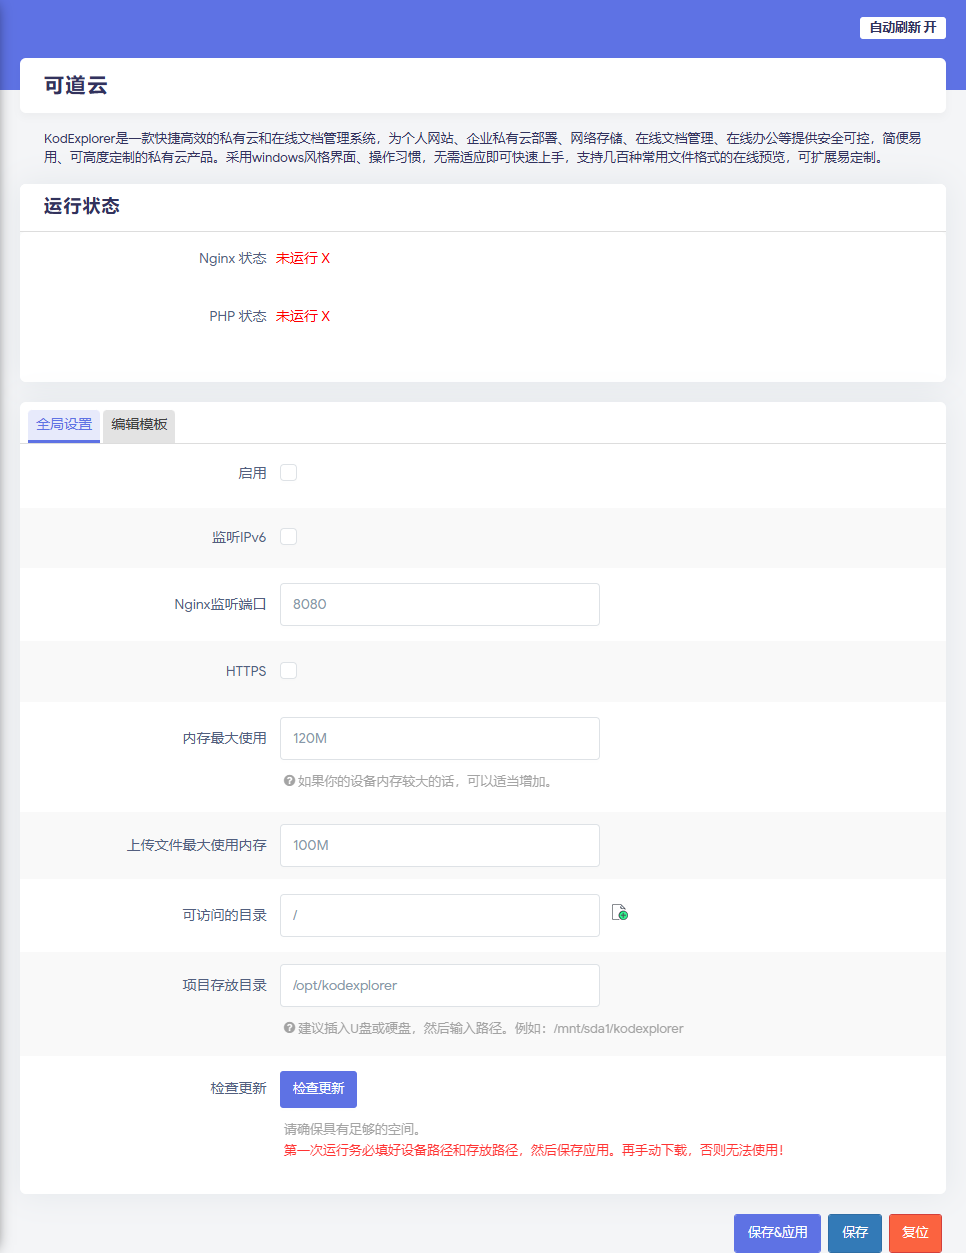 自动刷新 开
可道云
KodExplorer是一款快捷高效的私有云和在线文档管理系统，为个人网站、企业私有云部署、网络存储、在线文档管理、在线办公等提供安全可控，简便易
用、可高度定制的私有云产品。采用windows风格界面、操作习惯，无需适应即可快速上手，支持几百种常用文件格式的在线预览，可扩展易定制。
运行状态
Nginx 状态 未运行 X
PHP 状态 未运行 X
全局设置 编辑模板
启用
监听IPv6
Nginx监听端口 8080
HTTPS
内存最大使用 120M
如果你的设备内存较大的话，可以适当增加。
上传文件最大使用内存 100M
可访问的目录 /
项目存放目录 /opt/kodexplorer
建议插入U盘或硬盘，然后输入路径。例如：/mnt/sda1/kodexplorer
检查更新 检查更新
请确保具有足够的空间。
第一次运行务必填好设备路径和存放路径，然后保存应用。再手动下载，否则无法使用！
保存&应用 保存 复位